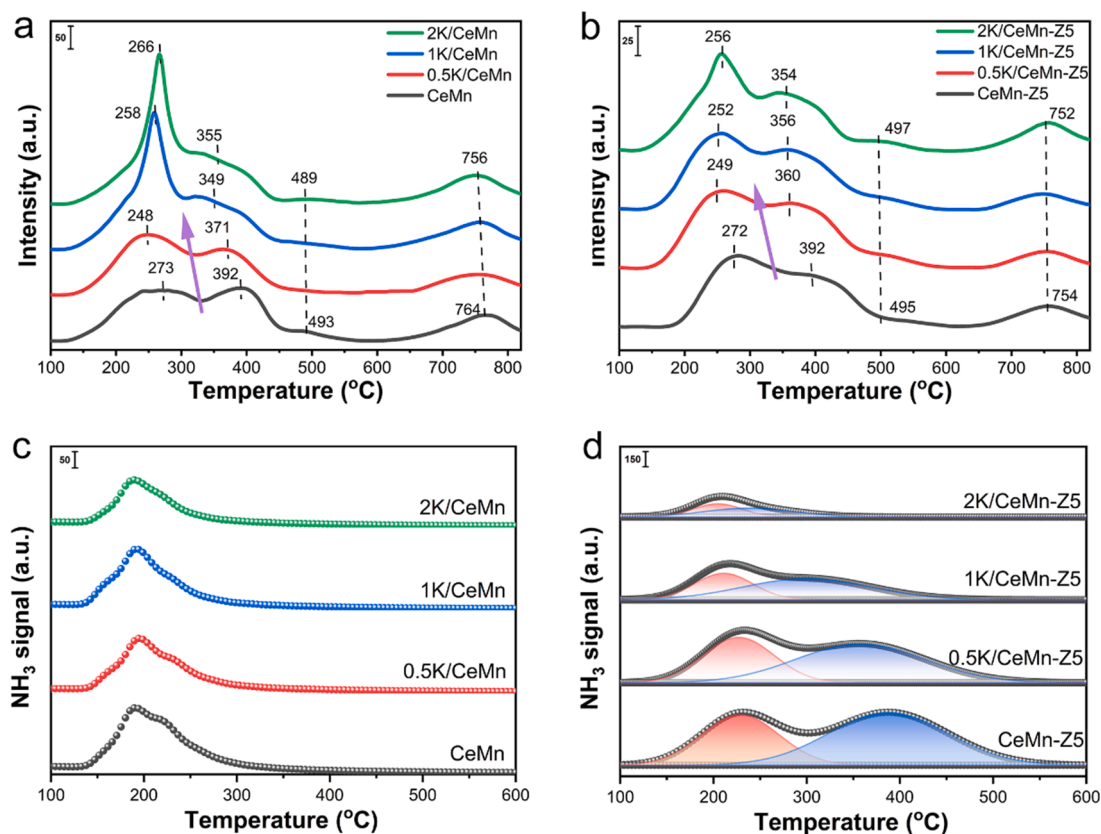 a
50
2K/CeMn
1K/CeMn
0.5K/CeMn
CeMn
266
258
355
349
489
756
248
371
273
392
493
764
Intensity (a.u.)
100 200 300 400 500 600 700 800
Temperature (°C)
b
25
2K/CeMn-Z5
1K/CeMn-Z5
0.5K/CeMn-Z5
CeMn-Z5
256
354
252
356
497
752
249
360
272
392
495
754
Intensity (a.u.)
100 200 300 400 500 600 700 800
Temperature (°C)
c
50
2K/CeMn
1K/CeMn
0.5K/CeMn
CeMn
NH3 signal (a.u.)
100 200 300 400 500 600
Temperature (°C)
d
150
2K/CeMn-Z5
1K/CeMn-Z5
0.5K/CeMn-Z5
CeMn-Z5
NH3 signal (a.u.)
100 200 300 400 500 600
Temperature (°C)